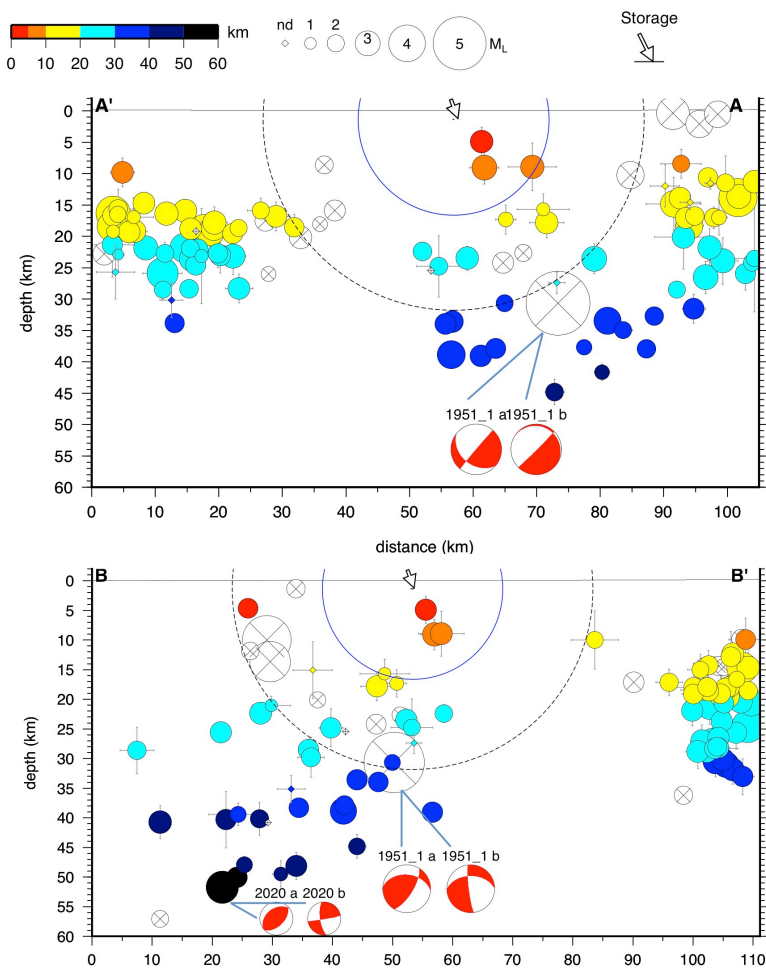 km
0 10 20 30 40 50 60
nd 1 2 3 4 5 ML
Storage
A' A
0
5
10
15
20
25
30
35
40
45
50
55
60
depth (km)
1951_1 a 1951_1 b
0 10 20 30 40 50 60 70 80 90 100
distance (km)
B B'
0
5
10
15
20
25
30
35
40
45
50
55
60
depth (km)
1951_1 a 1951_1 b
2020 a 2020 b
0 10 20 30 40 50 60 70 80 90 100 110